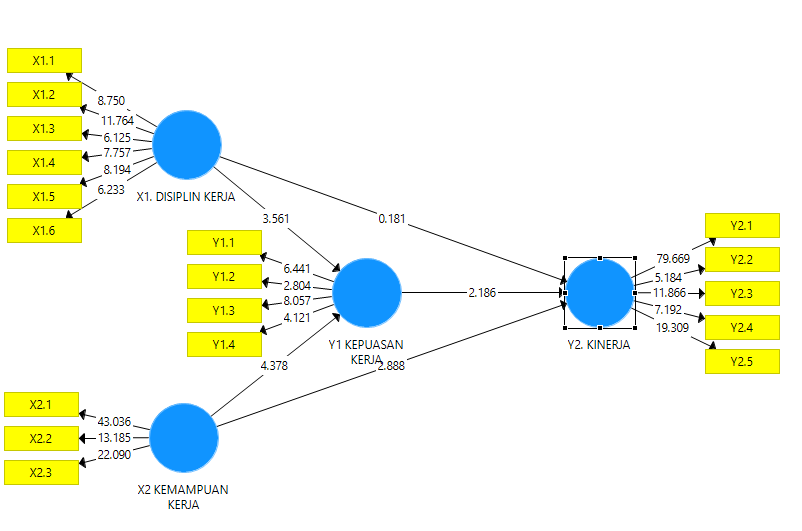 X1.1
X1.2
X1.3
X1.4
X1.5
X1.6
8.750
11.764
6.125
7.757
8.194
6.233
X1. DISIPLIN KERJA
3.561
0.181
Y1.1
Y1.2
Y1.3
Y1.4
6.441
2.804
8.057
4.121
Y1 KEPUASAN
KERJA
2.186
4.378
2.888
Y2. KINERJA
79.669
5.184
11.866
7.192
19.309
Y2.1
Y2.2
Y2.3
Y2.4
Y2.5
X2.1
X2.2
X2.3
43.036
13.185
22.090
X2 KEMAMPUAN
KERJA